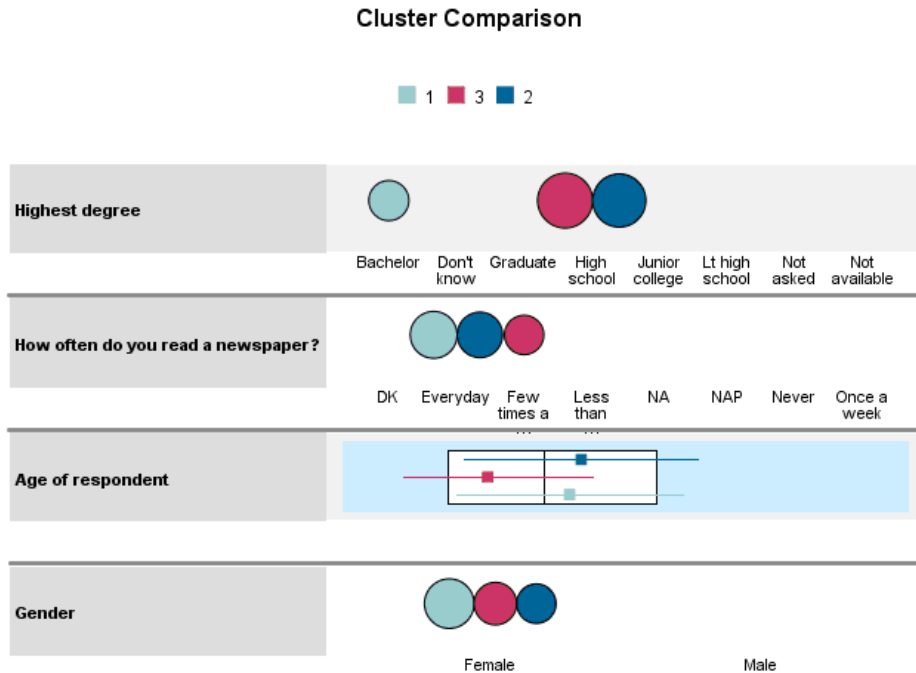 Cluster Comparison
1 3 2
Highest degree
Bachelor Don't know Graduate High school Junior college Lt high school Not asked Not available
How often do you read a newspaper?
DK Everyday Few times a ... Less than ... NA NAP Never Once a week
Age of respondent
Gender
Female Male